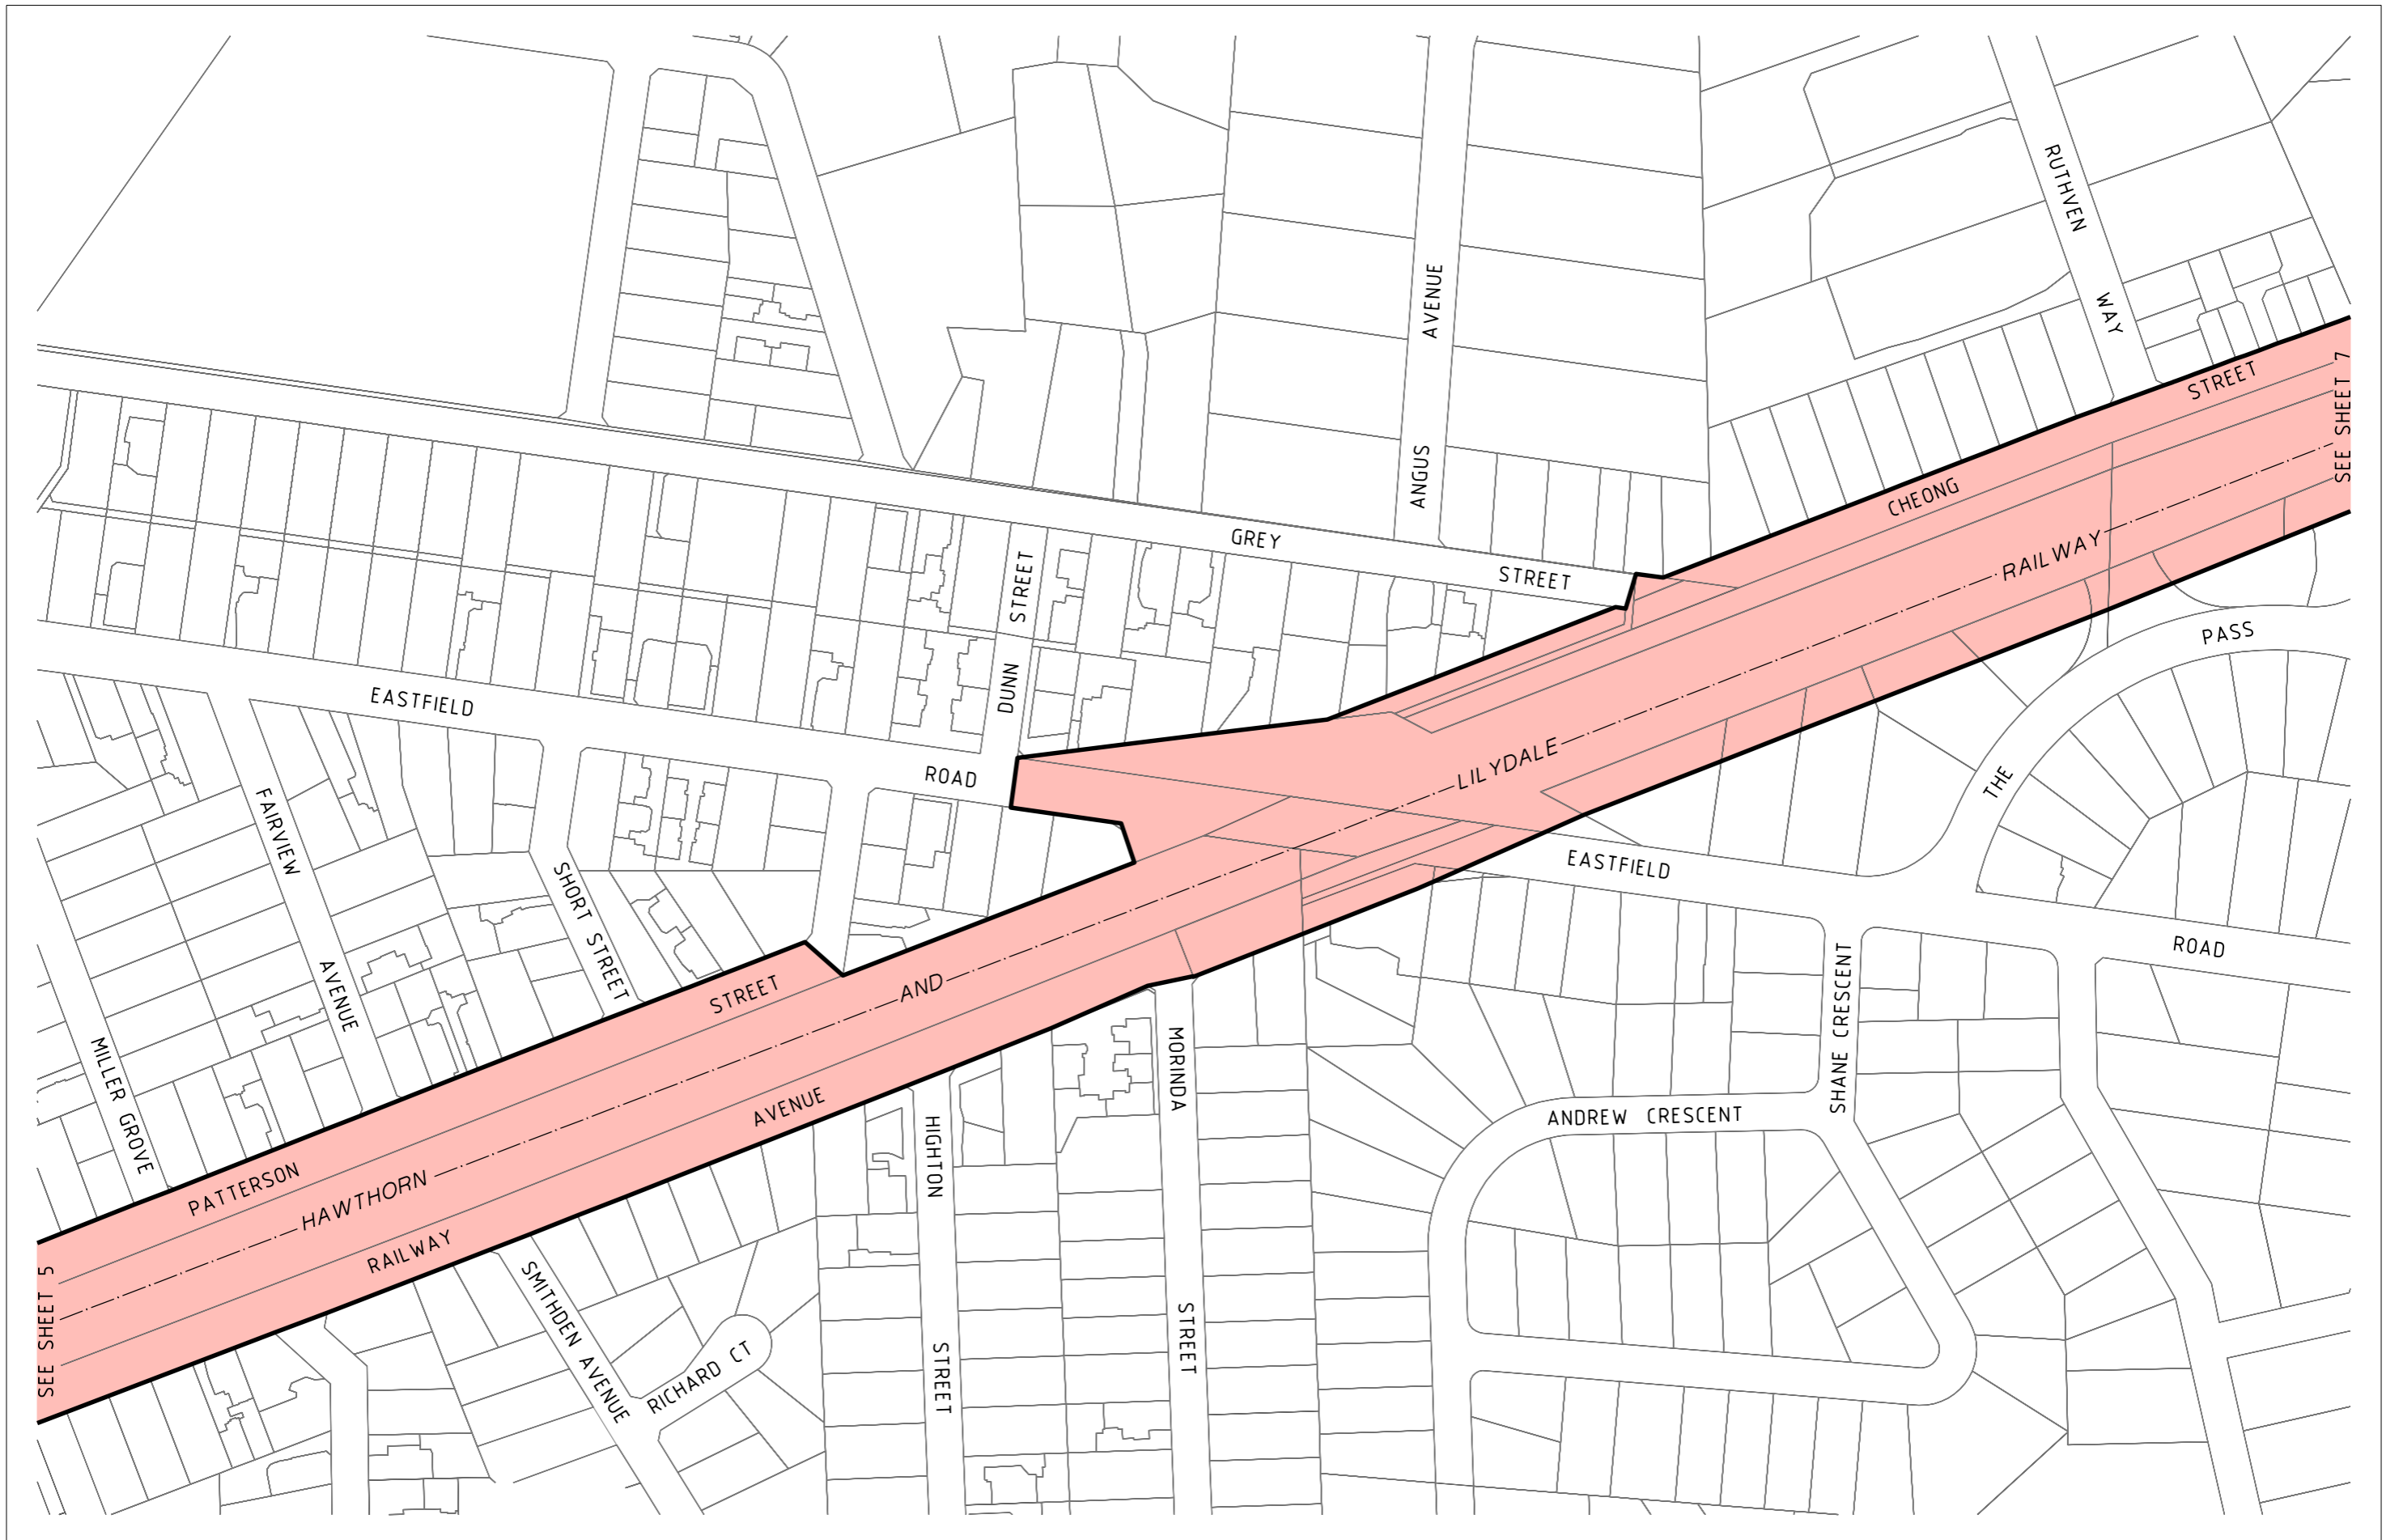 RUTHVEN
WAY
AVENUE
ANGUS
STREET
SEE SHEET 7
CHEONG
GREY
STREET
STREET
DUNN
RAILWAY
PASS
THE
EASTFIELD
ROAD
LILYDALE
EASTFIELD
ROAD
FAIRVIEW
AVENUE
SHORT STREET
STREET
AND
SHANE CRESCENT
ANDREW CRESCENT
MORINDA
STREET
AVENUE
HIGHTON
STREET
MILLER GROVE
PATTERSON
HAWTHORN
RAILWAY
SEE SHEET 5
SMITHDEN AVENUE
RICHARD CT